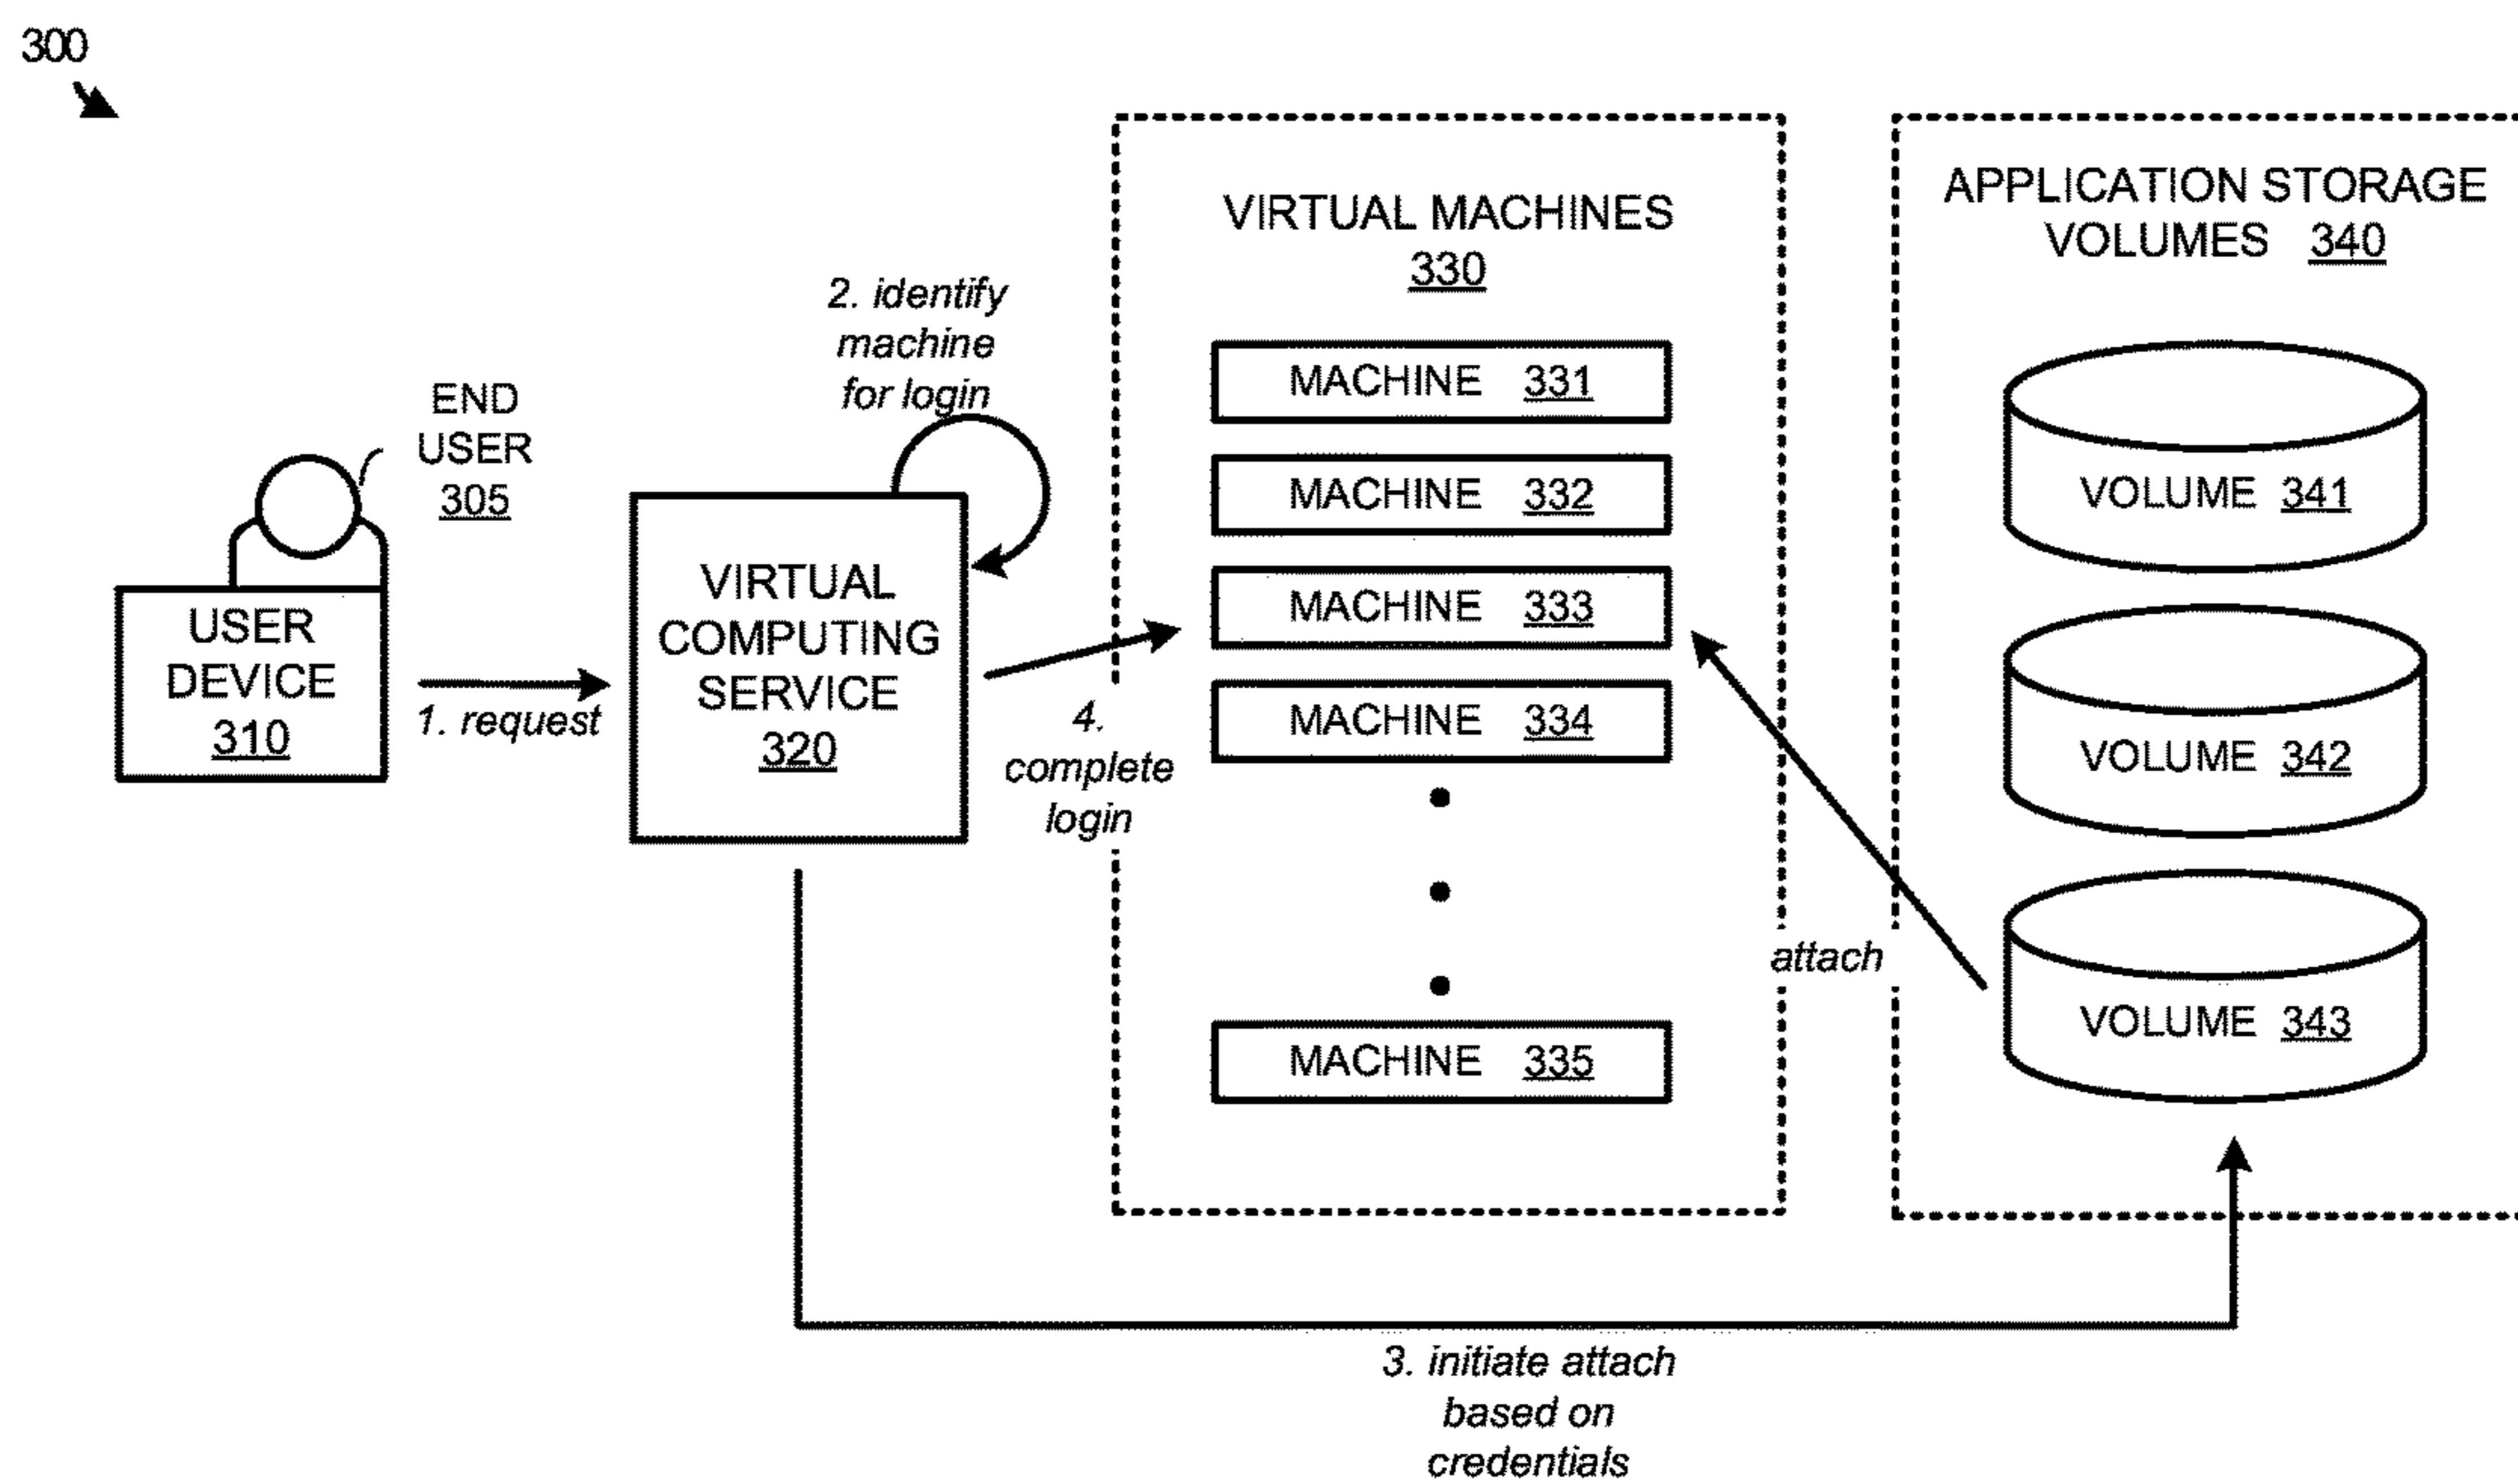 300
END
USER
305
USER
DEVICE
310
1. request
2. identify
machine
for login
VIRTUAL
COMPUTING
SERVICE
320
4.
complete
login
VIRTUAL MACHINES
330
MACHINE 331
MACHINE 332
MACHINE 333
MACHINE 334
MACHINE 335
attach
APPLICATION STORAGE
VOLUMES 340
VOLUME 341
VOLUME 342
VOLUME 343
3. initiate attach
based on
credentials